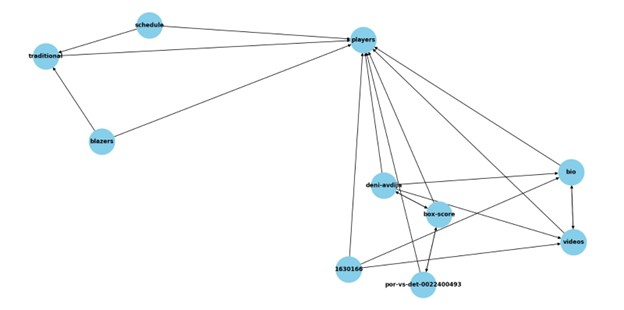 schedule
players
traditional
blazers
bio
deni-avdija
box-score
videos
1630166
por-vs-det-0022400493